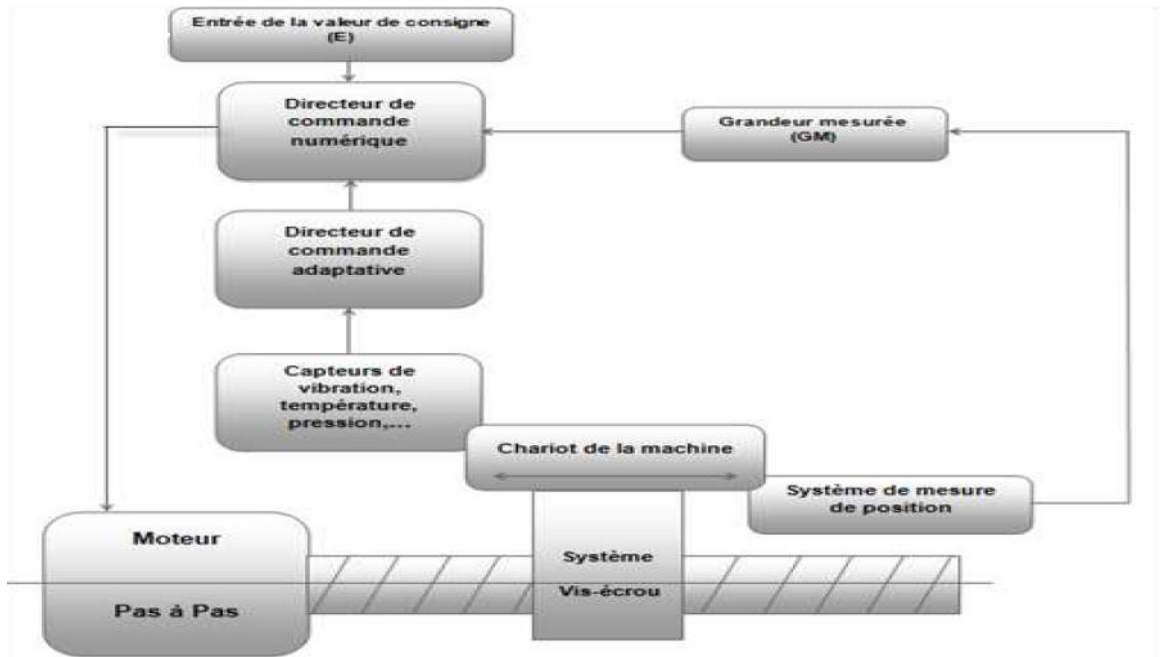 Entrée de la valeur de consigne
(E)
Directeur de
commande
numérique
Grandeur mesurée
(GM)
Directeur de
commande
adaptative
Capteurs de
vibration,
température,
pression,...
Chariot de la machine
Système de mesure
de position
Moteur
Pas à Pas
Système
Vis-écrou